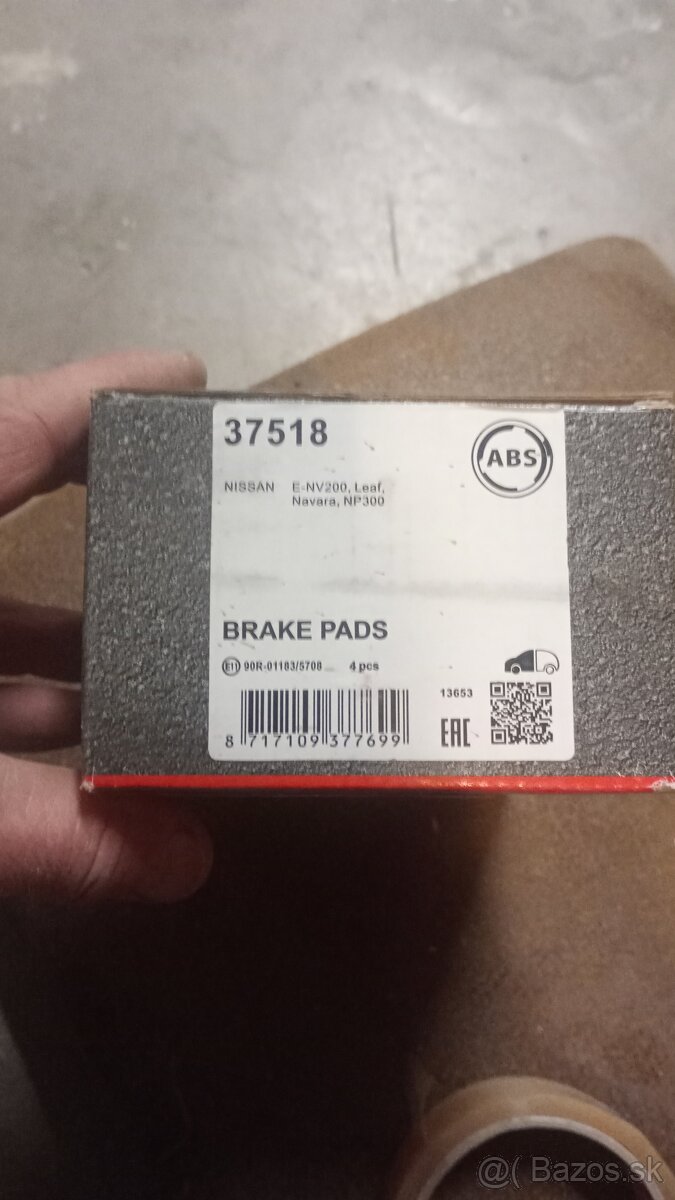 37518
ABS
NISSAN E-NV200, Leaf,
Navara, NP300
BRAKE PADS
E11 90R-01183/5708 4 pcs
13653
8 717109 377699
EAC
@( Bazos.sk